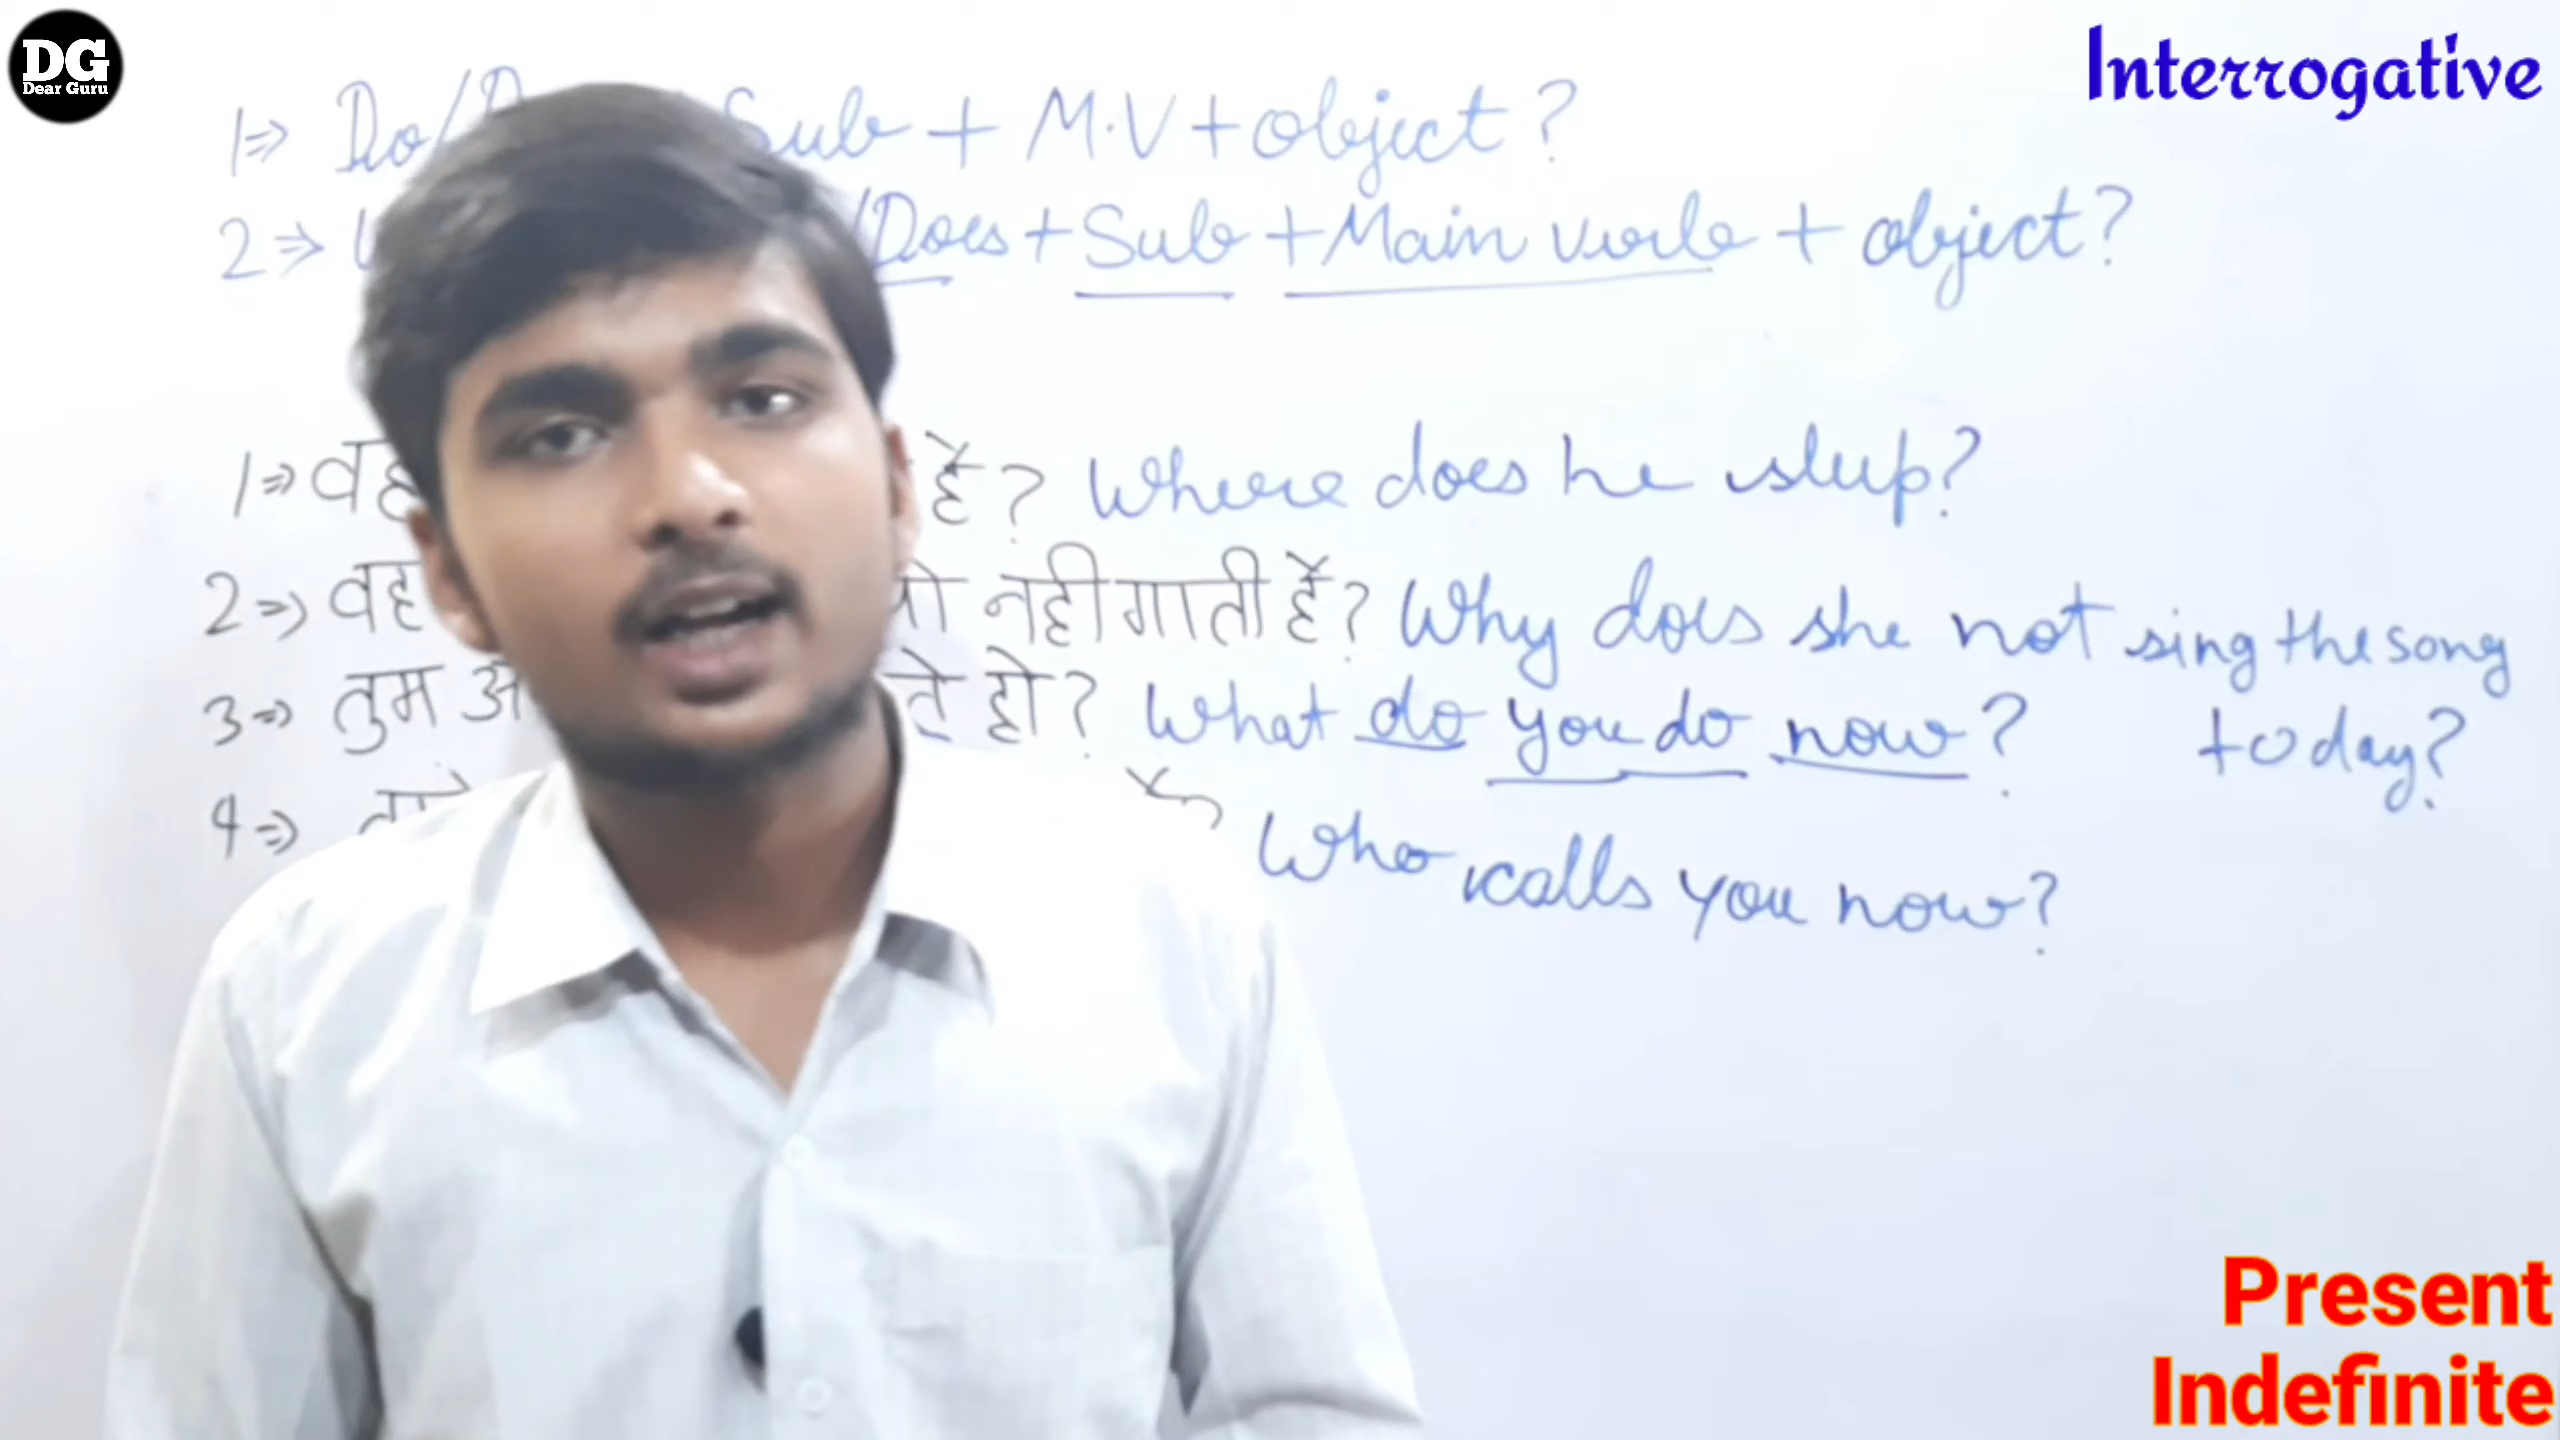 DG
Dear Guru
Interrogative
1⇒ Do/ Sub + M.V + object?
2⇒ /Does + Sub + Main verb + object?
1⇒ वह है? Where does he sleep?
2⇒ वह नही गाती है? Why does she not sing the song
today?
3⇒ तुम हो? What do you do now?
4⇒ Who calls you now?
Present
Indefinite